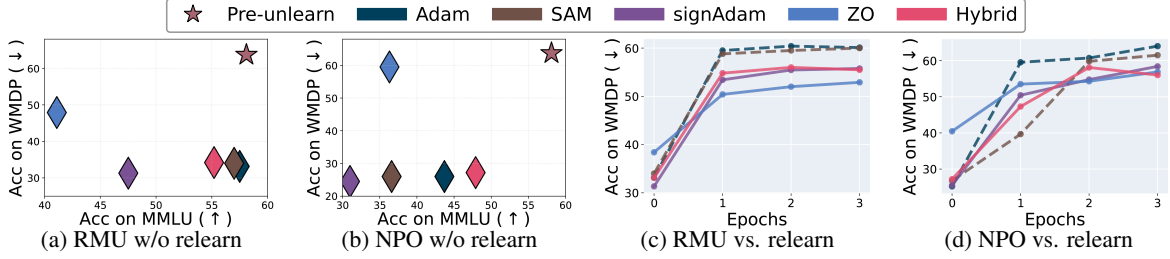 Pre-unlearn Adam SAM signAdam ZO Hybrid
Acc on WMDP (↓)
60
50
40
30
40 45 50 55 60
Acc on MMLU (↑)
(a) RMU w/o relearn
Acc on WMDP (↓)
60
50
40
30
20
30 40 50 60
Acc on MMLU (↑)
(b) NPO w/o relearn
Acc on WMDP (↓)
60
50
40
30
0 1 2 3
Epochs
(c) RMU vs. relearn
Acc on WMDP (↓)
60
50
40
30
0 1 2 3
Epochs
(d) NPO vs. relearn